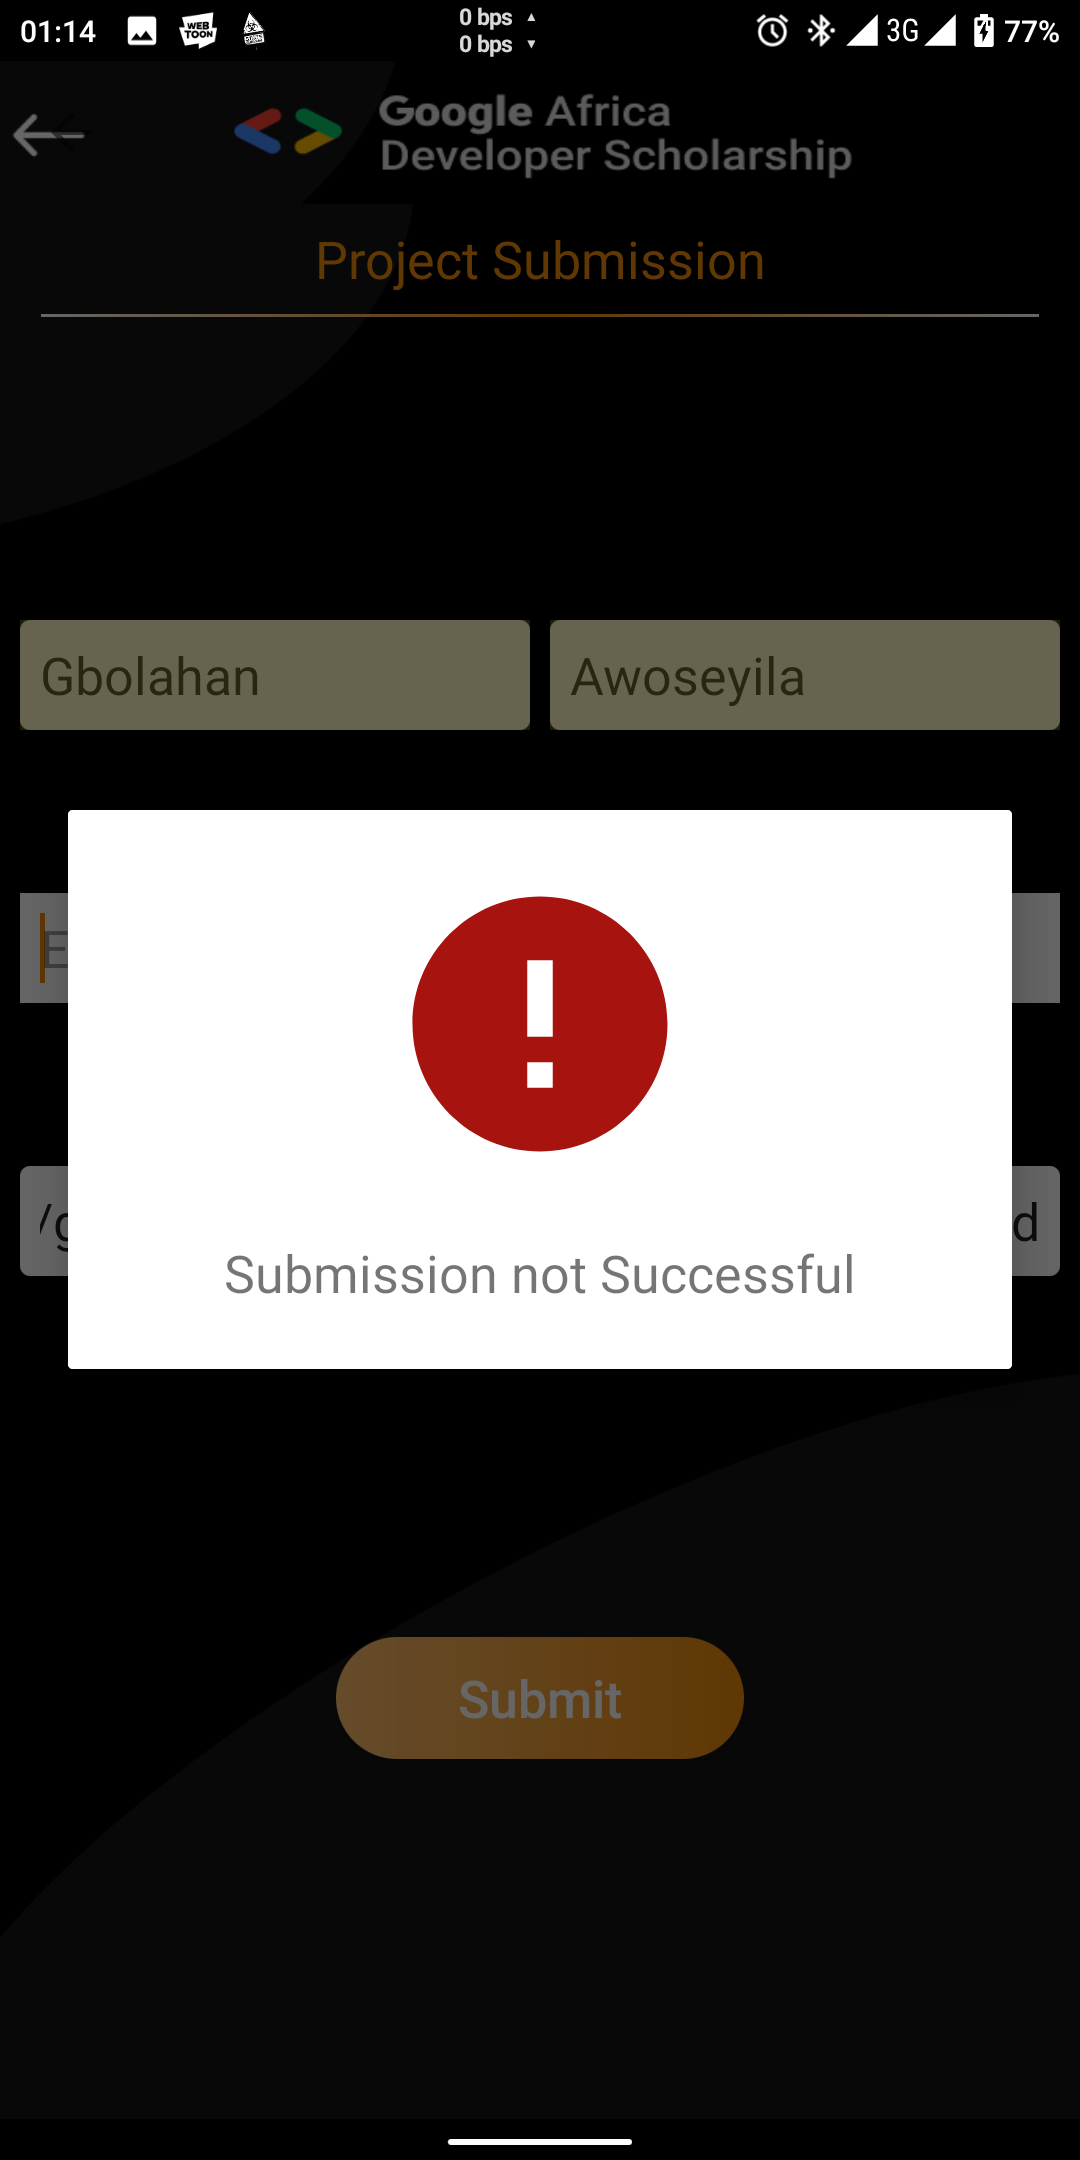 01:14
WEB TOON
0 bps ▲
0 bps ▼
3G
77%
Google Africa
Developer Scholarship
Project Submission
Gbolahan
Awoseyila
E
/g
d
Submission not Successful
Submit